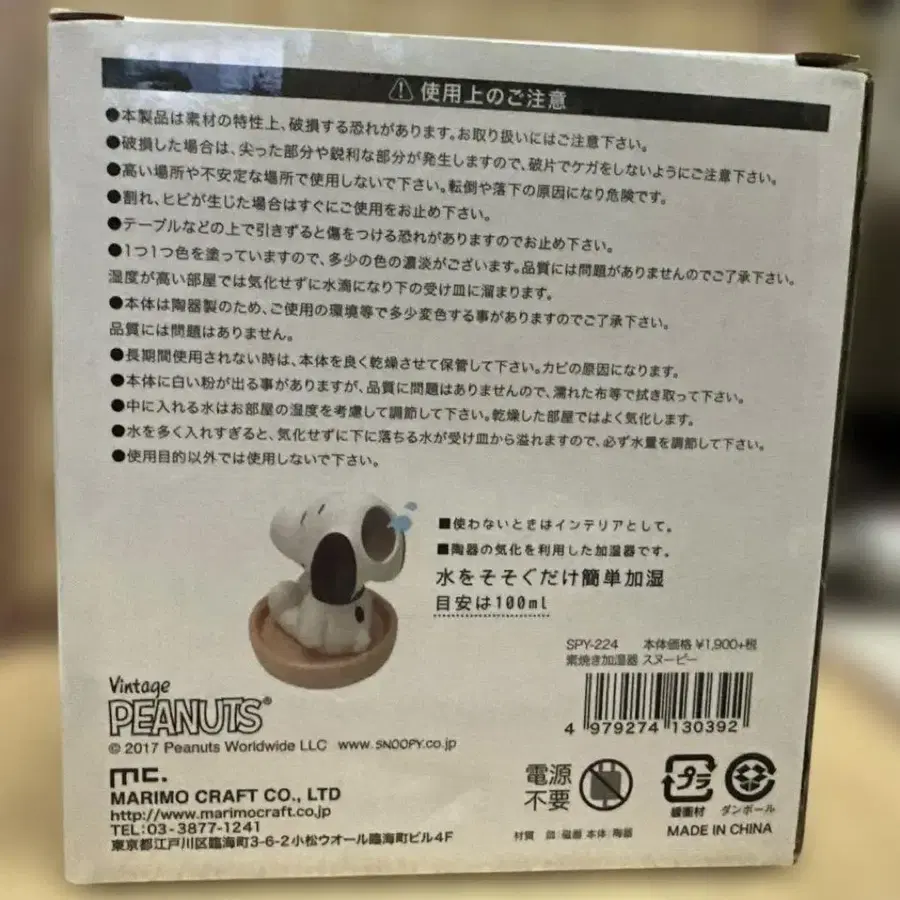 ⚠ 使用上のご注意
●本製品は素材の特性上、破損する恐れがあります。お取り扱いにはご注意下さい。
●破損した場合は、尖った部分や鋭利な部分が発生しますので、破片でケガをしないようにご注意下さい。
●高い場所や不安定な場所で使用しないで下さい。転倒や落下の原因になり危険です。
●割れ、ヒビが生じた場合はすぐにご使用をお止め下さい。
●テーブルなどの上で引きずると傷をつける恐れがありますのでお止め下さい。
●1つ1つ色を塗っていますので、多少の色の濃淡がございます。品質には問題がありませんのでご了承下さい。
湿度が高い部屋では気化せずに水滴になり下の受け皿に溜まります。
●本体は陶器製のため、ご使用の環境等で多少変色する事がありますのでご了承下さい。
品質には問題はありません。
●長期間使用されない時は、本体を良く乾燥させて保管して下さい。カビの原因になります。
●本体に白い粉が出る事がありますが、品質に問題はありませんので、濡れた布等で拭き取って下さい。
●中に入れる水はお部屋の湿度を考慮して調節して下さい。乾燥した部屋ではよく気化します。
●水を多く入れすぎると、気化せずに下に落ちる水が受け皿から溢れますので、必ず水量を調節して下さい。
●使用目的以外では使用しないで下さい。
■使わないときはインテリアとして。
■陶器の気化を利用した加湿器です。
水をそそぐだけ簡単加湿
目安は100ml
SPY-224 本体価格 ¥1,900+税
素焼き加湿器 スヌーピー
4 979274 130392
Vintage
PEANUTS®
© 2017 Peanuts Worldwide LLC www.SNOOPY.co.jp
mc.
MARIMO CRAFT CO., LTD
http://www.marimocraft.co.jp
TEL:03-3877-1241
東京都江戸川区臨海町3-6-2小松ウオール臨海町ビル4F
電源
不要
プラ
緩衝材
ダンボール
材質 皿 磁器 本体 陶器
MADE IN CHINA